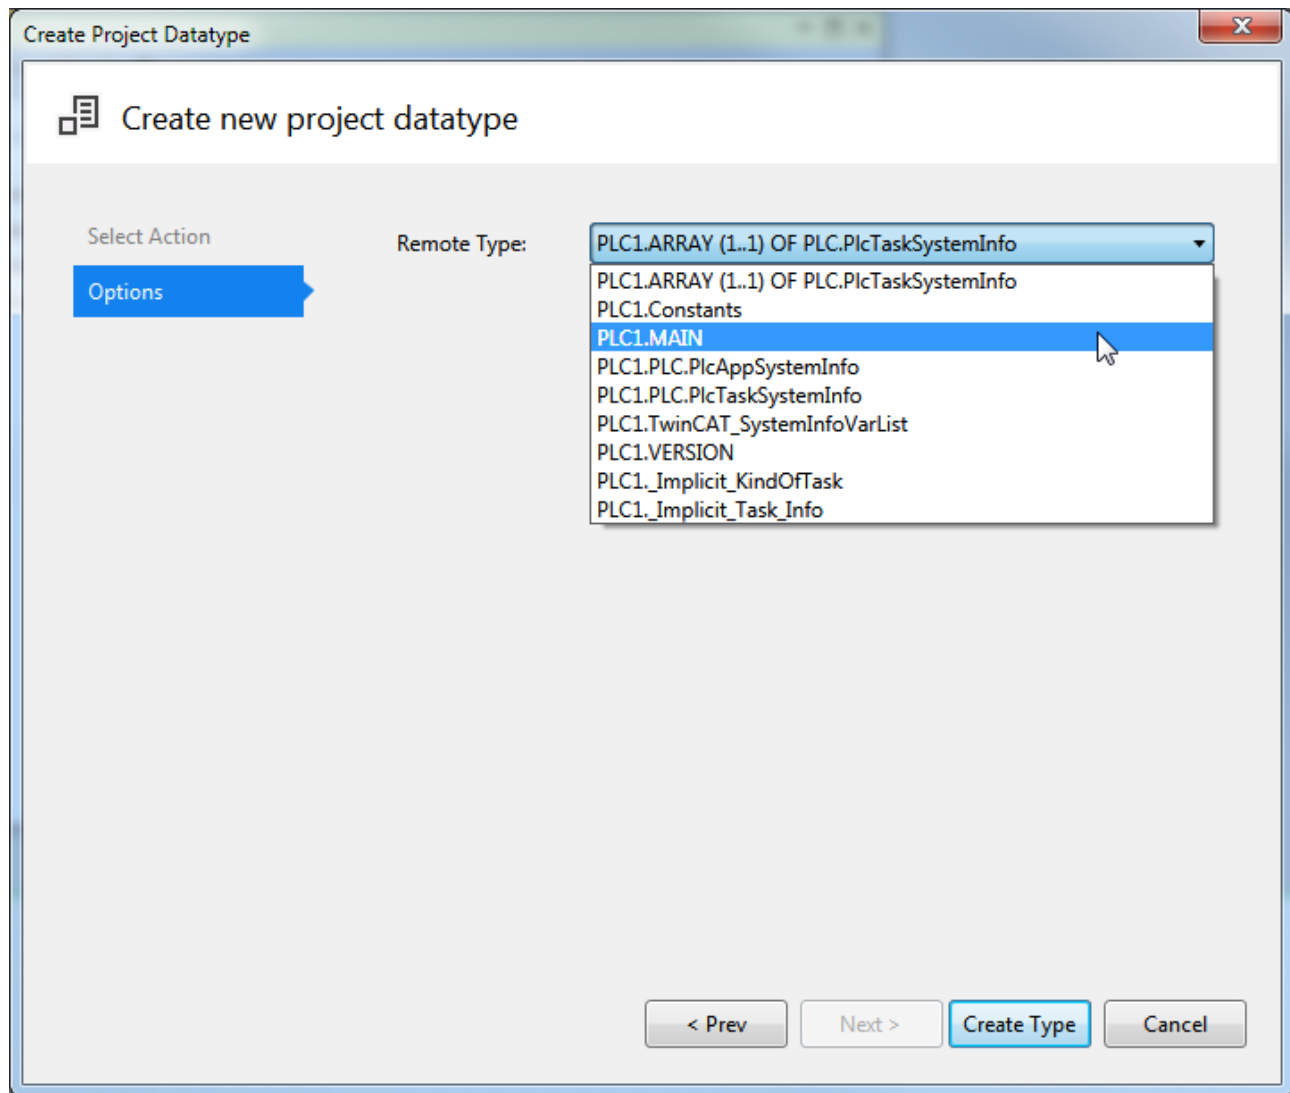 Create Project Datatype
Create new project datatype
Select Action
Options
Remote Type:
PLC1.ARRAY (1..1) OF PLC.PlcTaskSystemInfo
PLC1.ARRAY (1..1) OF PLC.PlcTaskSystemInfo
PLC1.Constants
PLC1.MAIN
PLC1.PLC.PlcAppSystemInfo
PLC1.PLC.PlcTaskSystemInfo
PLC1.TwinCAT_SystemInfoVarList
PLC1.VERSION
PLC1._Implicit_KindOfTask
PLC1._Implicit_Task_Info
< Prev
Next >
Create Type
Cancel